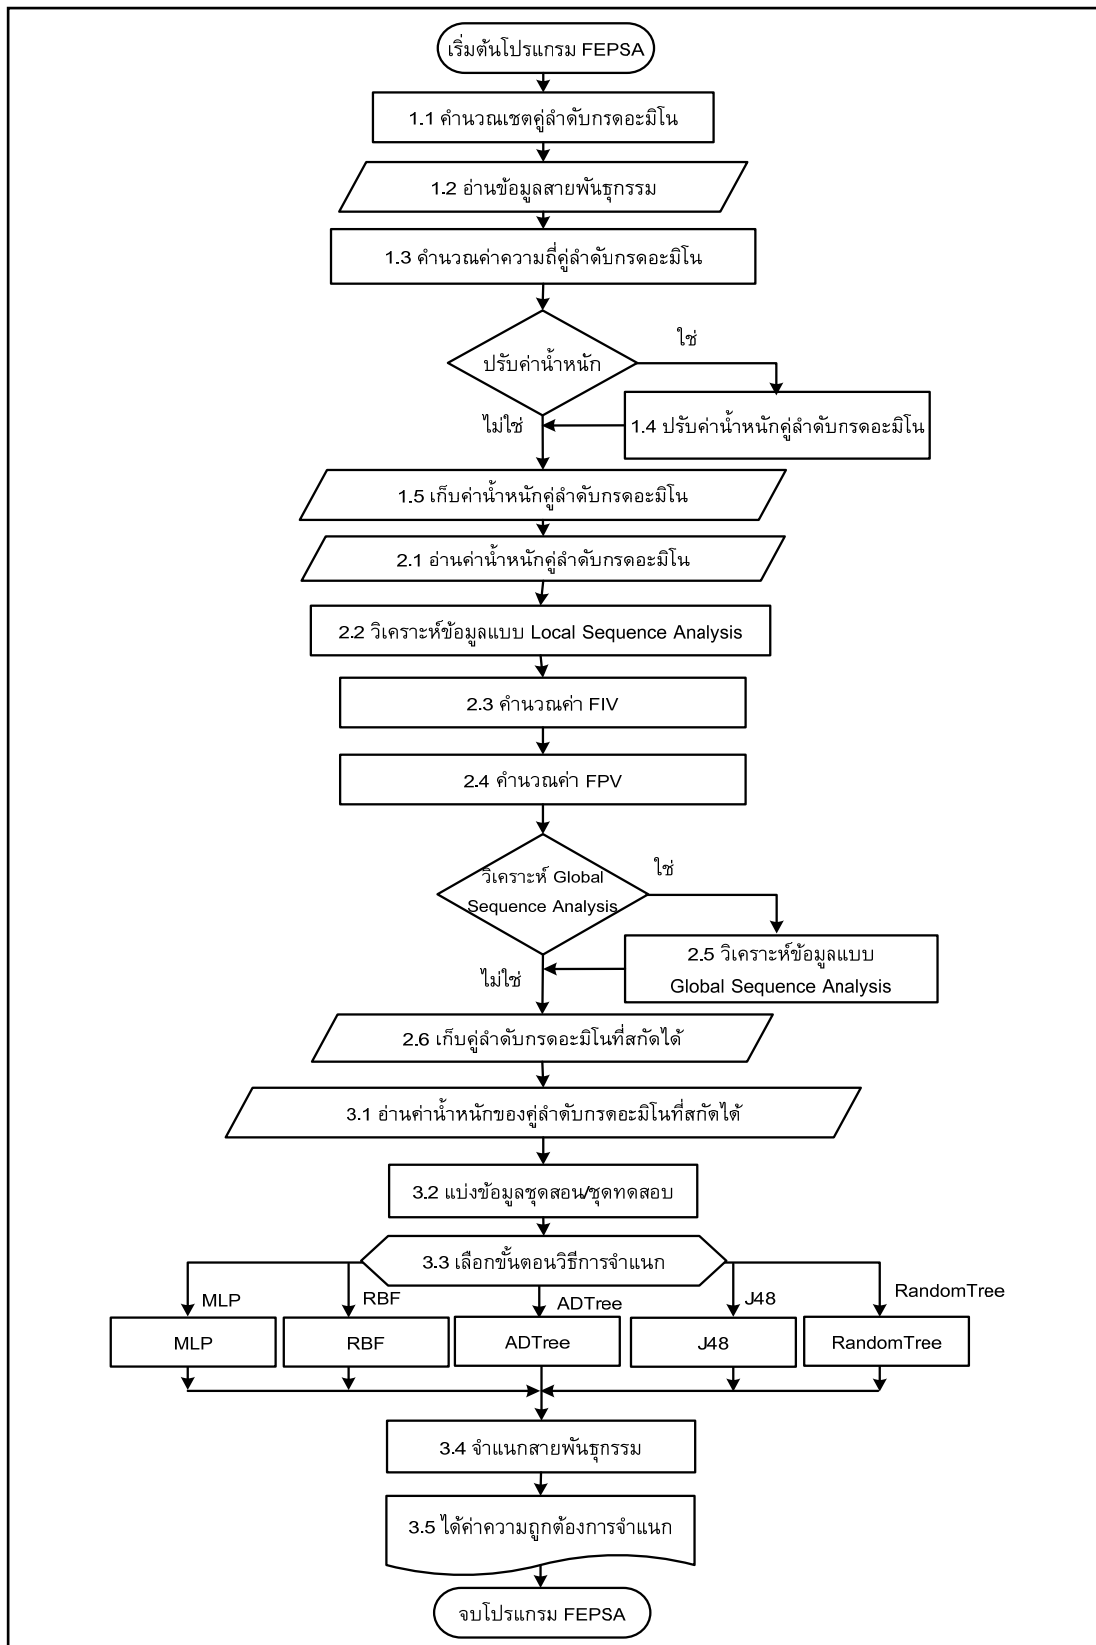 เริ่มต้นโปรแกรม FEPSA
1.1 คำนวณเซตคู่ลำดับกรดอะมิโน
1.2 อ่านข้อมูลสายพันธุกรรม
1.3 คำนวณค่าความถี่คู่ลำดับกรดอะมิโน
ปรับค่าน้ำหนัก
ใช่
1.4 ปรับค่าน้ำหนักคู่ลำดับกรดอะมิโน
ไม่ใช่
1.5 เก็บค่าน้ำหนักคู่ลำดับกรดอะมิโน
2.1 อ่านค่าน้ำหนักคู่ลำดับกรดอะมิโน
2.2 วิเคราะห์ข้อมูลแบบ Local Sequence Analysis
2.3 คำนวณค่า FIV
2.4 คำนวณค่า FPV
วิเคราะห์ Global
Sequence Analysis
ใช่
2.5 วิเคราะห์ข้อมูลแบบ
Global Sequence Analysis
ไม่ใช่
2.6 เก็บคู่ลำดับกรดอะมิโนที่สกัดได้
3.1 อ่านค่าน้ำหนักของคู่ลำดับกรดอะมิโนที่สกัดได้
3.2 แบ่งข้อมูลชุดสอน/ชุดทดสอบ
3.3 เลือกขั้นตอนวิธีการจำแนก
MLP RBF ADTree J48 RandomTree
MLP RBF ADTree J48 RandomTree
3.4 จำแนกสายพันธุกรรม
3.5 ได้ค่าความถูกต้องการจำแนก
จบโปรแกรม FEPSA